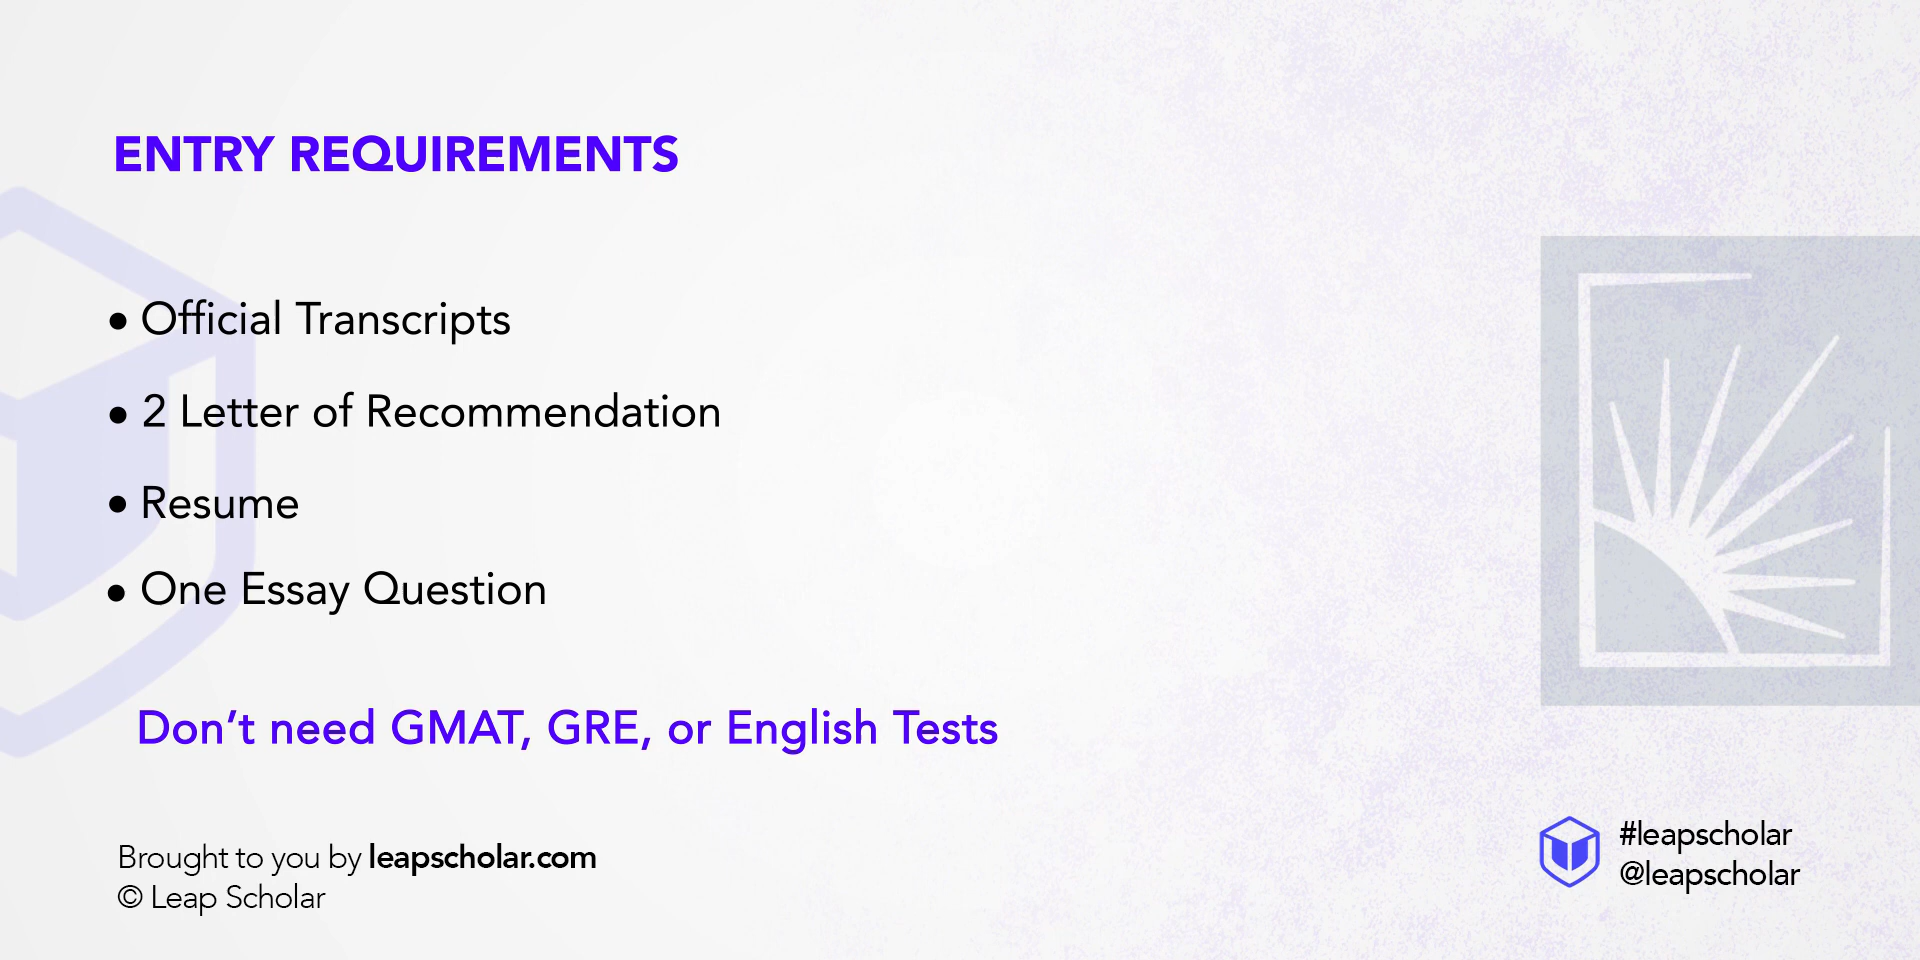 ENTRY REQUIREMENTS
• Official Transcripts
• 2 Letter of Recommendation
• Resume
• One Essay Question
Don’t need GMAT, GRE, or English Tests
Brought to you by leapscholar.com
© Leap Scholar
#leapscholar
@leapscholar